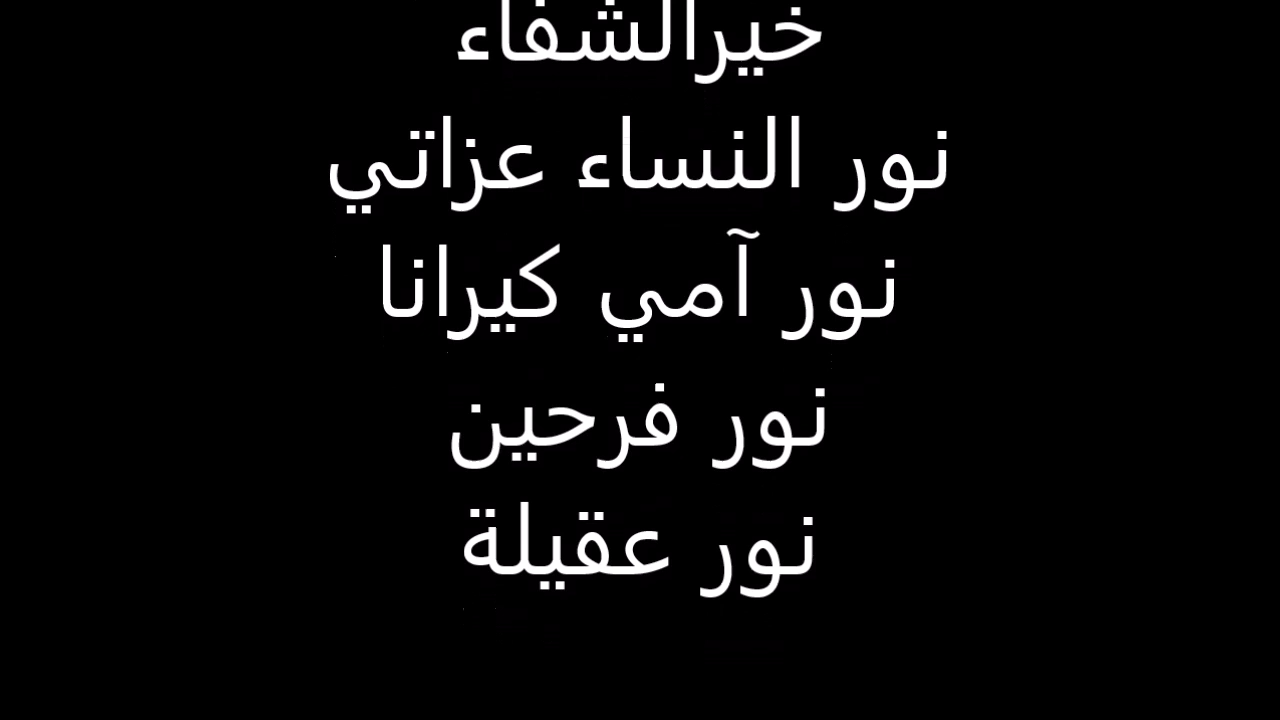 خيرالشفاء
نور النساء عزاتي
نور آمي كيرانا
نور فرحين
نور عقيلة